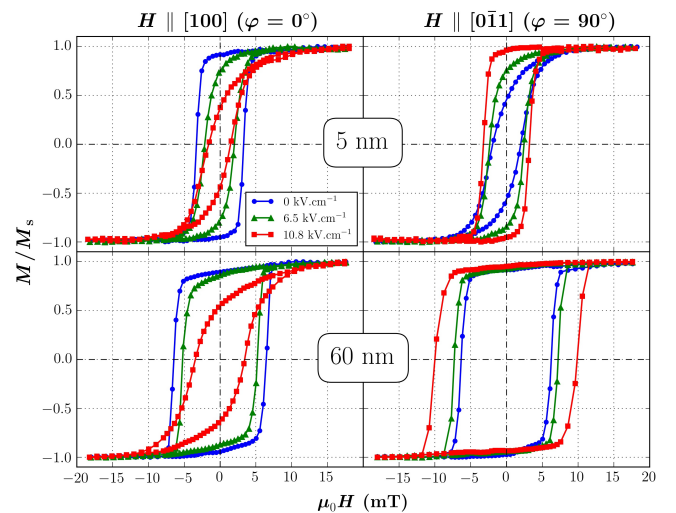 H ∥ [100] (φ = 0°)
H ∥ [01̄1] (φ = 90°)
1.0
0.5
0.0
−0.5
−1.0
5 nm
0 kV.cm⁻¹
6.5 kV.cm⁻¹
10.8 kV.cm⁻¹
M/Mₛ
1.0
0.5
0.0
−0.5
−1.0
60 nm
−20 −15 −10 −5 0 5 10 15 −15 −10 −5 0 5 10 15 20
μ₀H (mT)